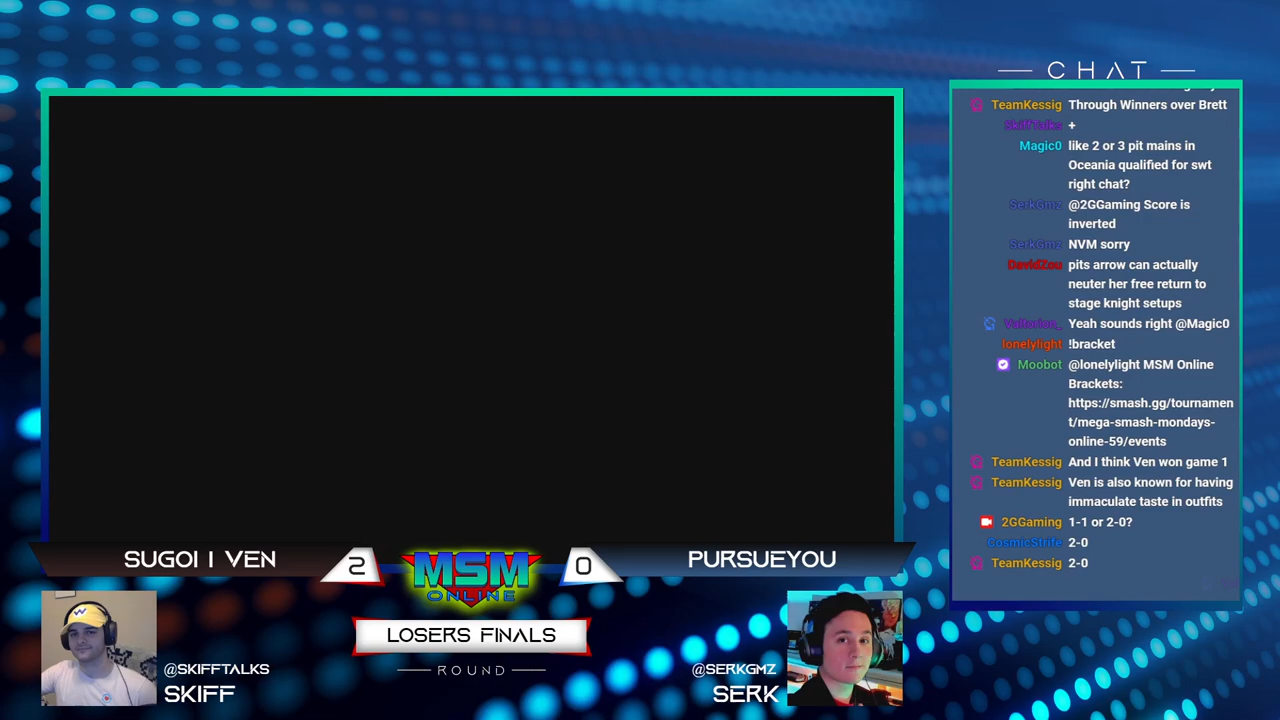 CHAT
TeamKessig Through Winners over Brett
SkiffTalks +
Magic0 like 2 or 3 pit mains in
Oceania qualified for swt
right chat?
SerkGmz @2GGaming Score is
inverted
SerkGmz NVM sorry
DavidZou pits arrow can actually
neuter her free return to
stage knight setups
Yeah sounds right @Magic0
lonelylight !bracket
Moobot @lonelylight MSM Online
Brackets:
https://smash.gg/tournamen
t/mega-smash-mondays-
online-59/events
TeamKessig And I think Ven won game 1
TeamKessig Ven is also known for having
immaculate taste in outfits
2GGaming 1-1 or 2-0?
CosmicStrife 2-0
TeamKessig 2-0
SUGOI | VEN 2 MSM 0 PURSUEYOU
ONLINE
LOSERS FINALS
ROUND
@SKIFFTALKS
SKIFF
@SERKGMZ
SERK